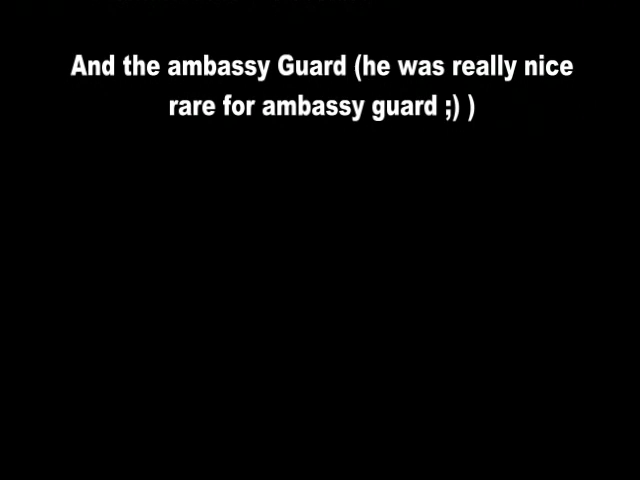 And the ambassy Guard (he was really nice
rare for ambassy guard ;) )